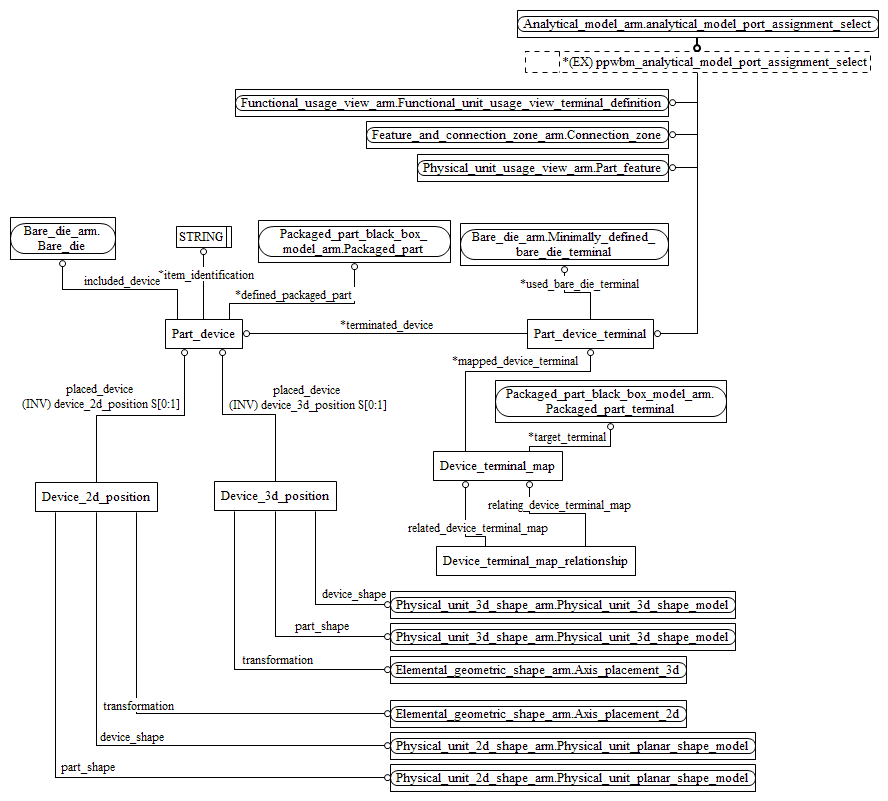 Analytical_model_arm.analytical_model_port_assignment_select
*(EX) ppwbm_analytical_model_port_assignment_select
Functional_usage_view_arm.Functional_unit_usage_view_terminal_definition
Feature_and_connection_zone_arm.Connection_zone
Physical_unit_usage_view_arm.Part_feature
Bare_die_arm.
Bare_die
STRING
Packaged_part_black_box_
model_arm.Packaged_part
Bare_die_arm.Minimally_defined_
bare_die_terminal
included_device
*item_identification
*defined_packaged_part
*used_bare_die_terminal
Part_device
*terminated_device
Part_device_terminal
*mapped_device_terminal
placed_device
(INV) device_2d_position S[0:1]
placed_device
(INV) device_3d_position S[0:1]
Packaged_part_black_box_model_arm.
Packaged_part_terminal
*target_terminal
Device_terminal_map
Device_2d_position
Device_3d_position
relating_device_terminal_map
related_device_terminal_map
Device_terminal_map_relationship
device_shape
Physical_unit_3d_shape_arm.Physical_unit_3d_shape_model
part_shape
Physical_unit_3d_shape_arm.Physical_unit_3d_shape_model
transformation
Elemental_geometric_shape_arm.Axis_placement_3d
transformation
Elemental_geometric_shape_arm.Axis_placement_2d
device_shape
Physical_unit_2d_shape_arm.Physical_unit_planar_shape_model
part_shape
Physical_unit_2d_shape_arm.Physical_unit_planar_shape_model